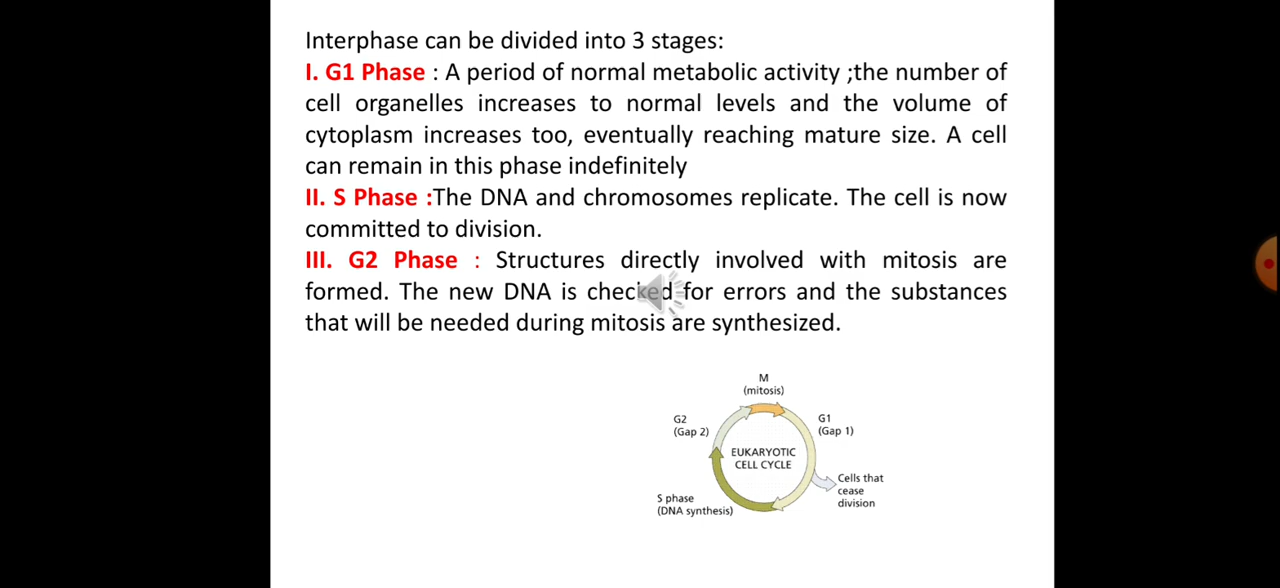 Interphase can be divided into 3 stages:
I. G1 Phase : A period of normal metabolic activity ;the number of
cell organelles increases to normal levels and the volume of
cytoplasm increases too, eventually reaching mature size. A cell
can remain in this phase indefinitely
II. S Phase :The DNA and chromosomes replicate. The cell is now
committed to division.
III. G2 Phase : Structures directly involved with mitosis are
formed. The new DNA is checked for errors and the substances
that will be needed during mitosis are synthesized.
M
(mitosis)
G2
(Gap 2)
G1
(Gap 1)
EUKARYOTIC
CELL CYCLE
Cells that
cease
division
S phase
(DNA synthesis)